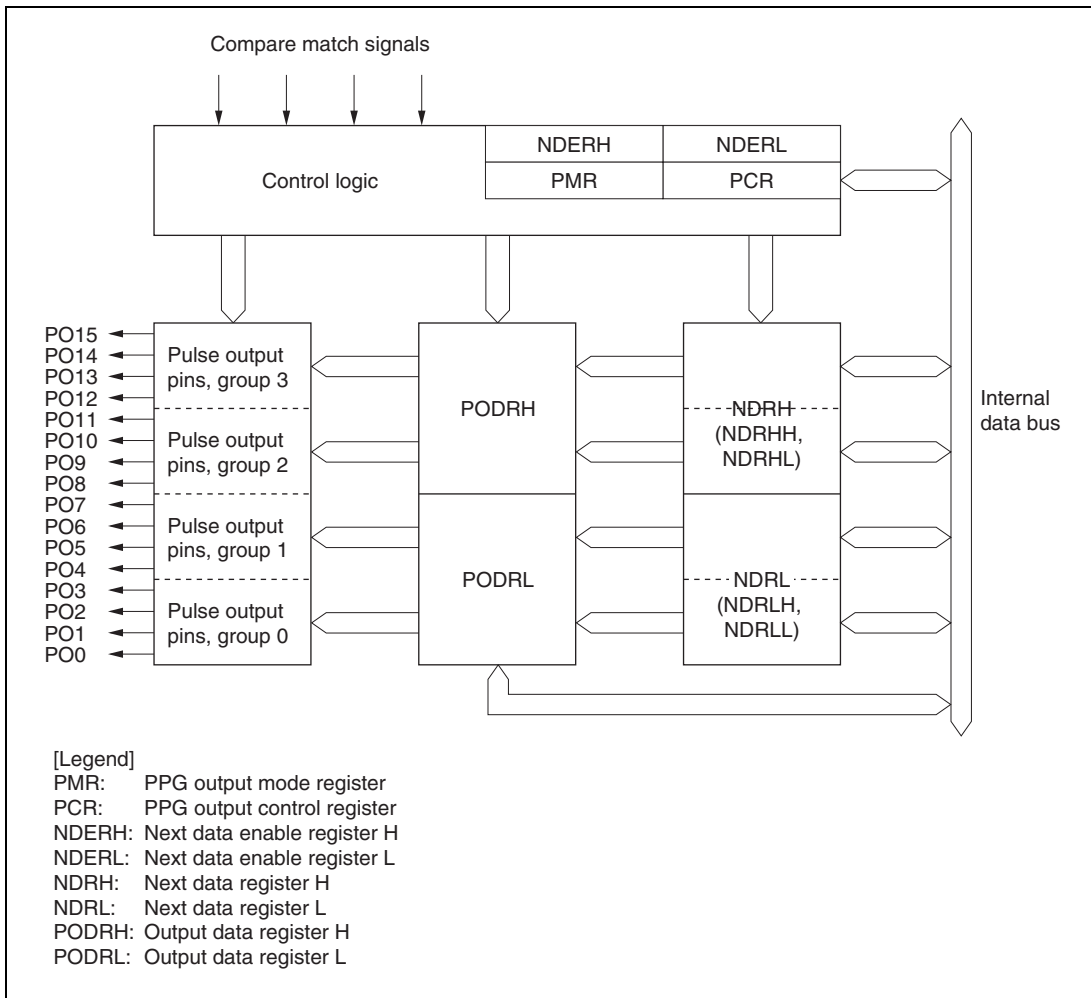 Compare match signals
NDERH NDERL
Control logic PMR PCR
PO15
PO14
PO13
PO12
PO11
PO10
PO9
PO8
PO7
PO6
PO5
PO4
PO3
PO2
PO1
PO0
Pulse output
pins, group 3
Pulse output
pins, group 2
Pulse output
pins, group 1
Pulse output
pins, group 0
PODRH
PODRL
NDRH
(NDRHH,
NDRHL)
NDRL
(NDRLH,
NDRLL)
Internal
data bus
[Legend]
PMR: PPG output mode register
PCR: PPG output control register
NDERH: Next data enable register H
NDERL: Next data enable register L
NDRH: Next data register H
NDRL: Next data register L
PODRH: Output data register H
PODRL: Output data register L